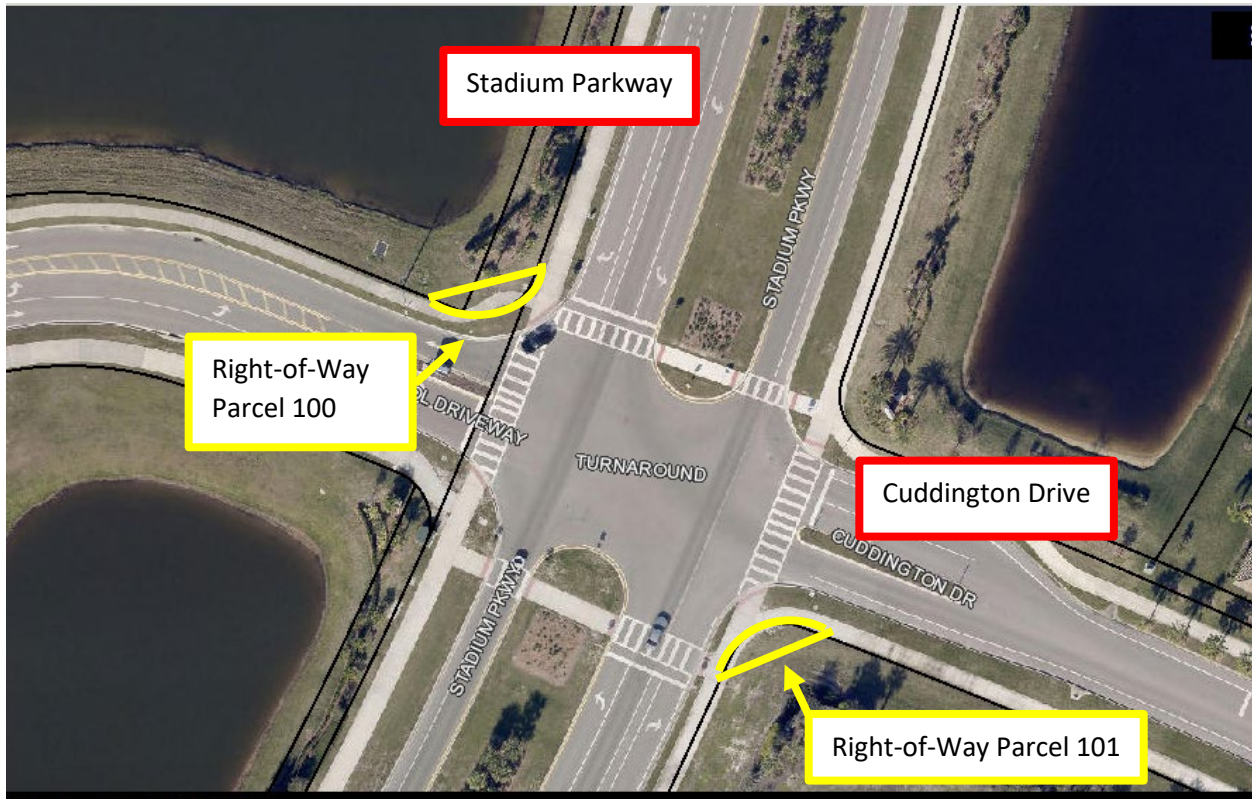 Stadium Parkway
STADIUM PKWY
Right-of-Way
Parcel 100
OL DRIVEWAY
TURNAROUND
Cuddington Drive
CUDDINGTON DR
STADIUM PKWY
Right-of-Way Parcel 101